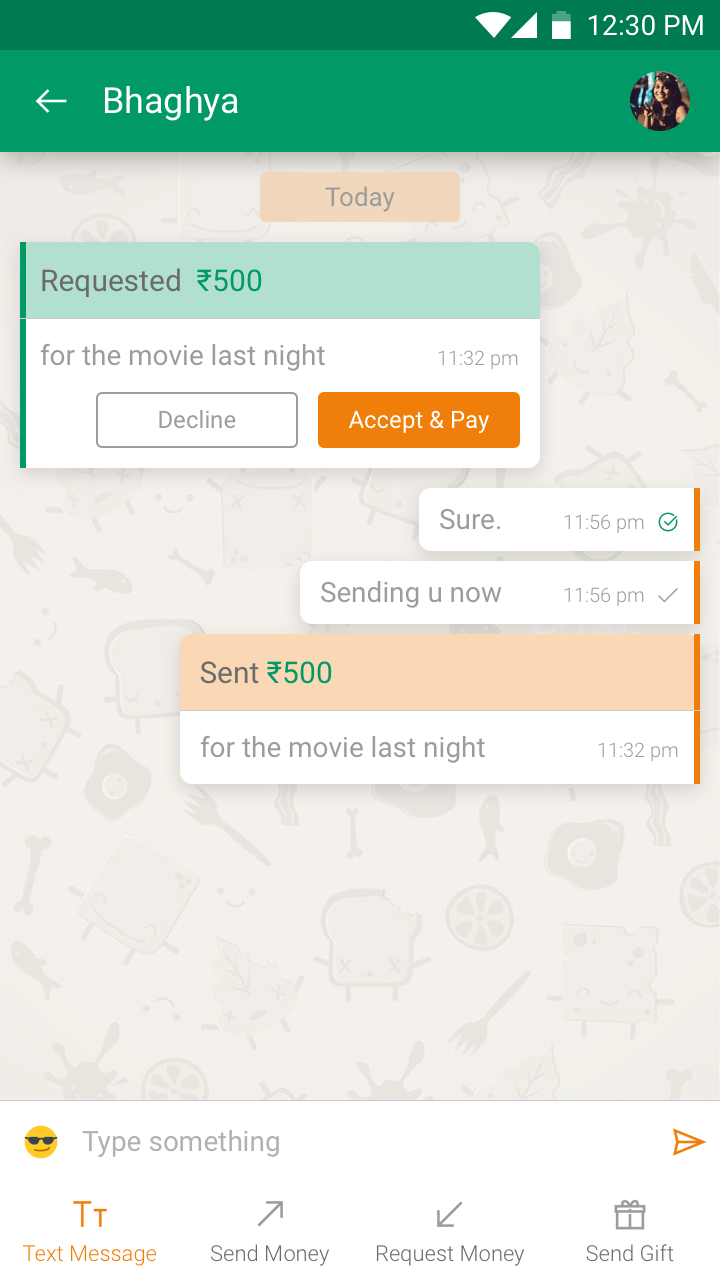 12:30 PM
Bhaghya
Today
Requested ₹500
for the movie last night 11:32 pm
Decline Accept & Pay
Sure. 11:56 pm
Sending u now 11:56 pm
Sent ₹500
for the movie last night 11:32 pm
Type something
Tт
Text Message Send Money Request Money Send Gift